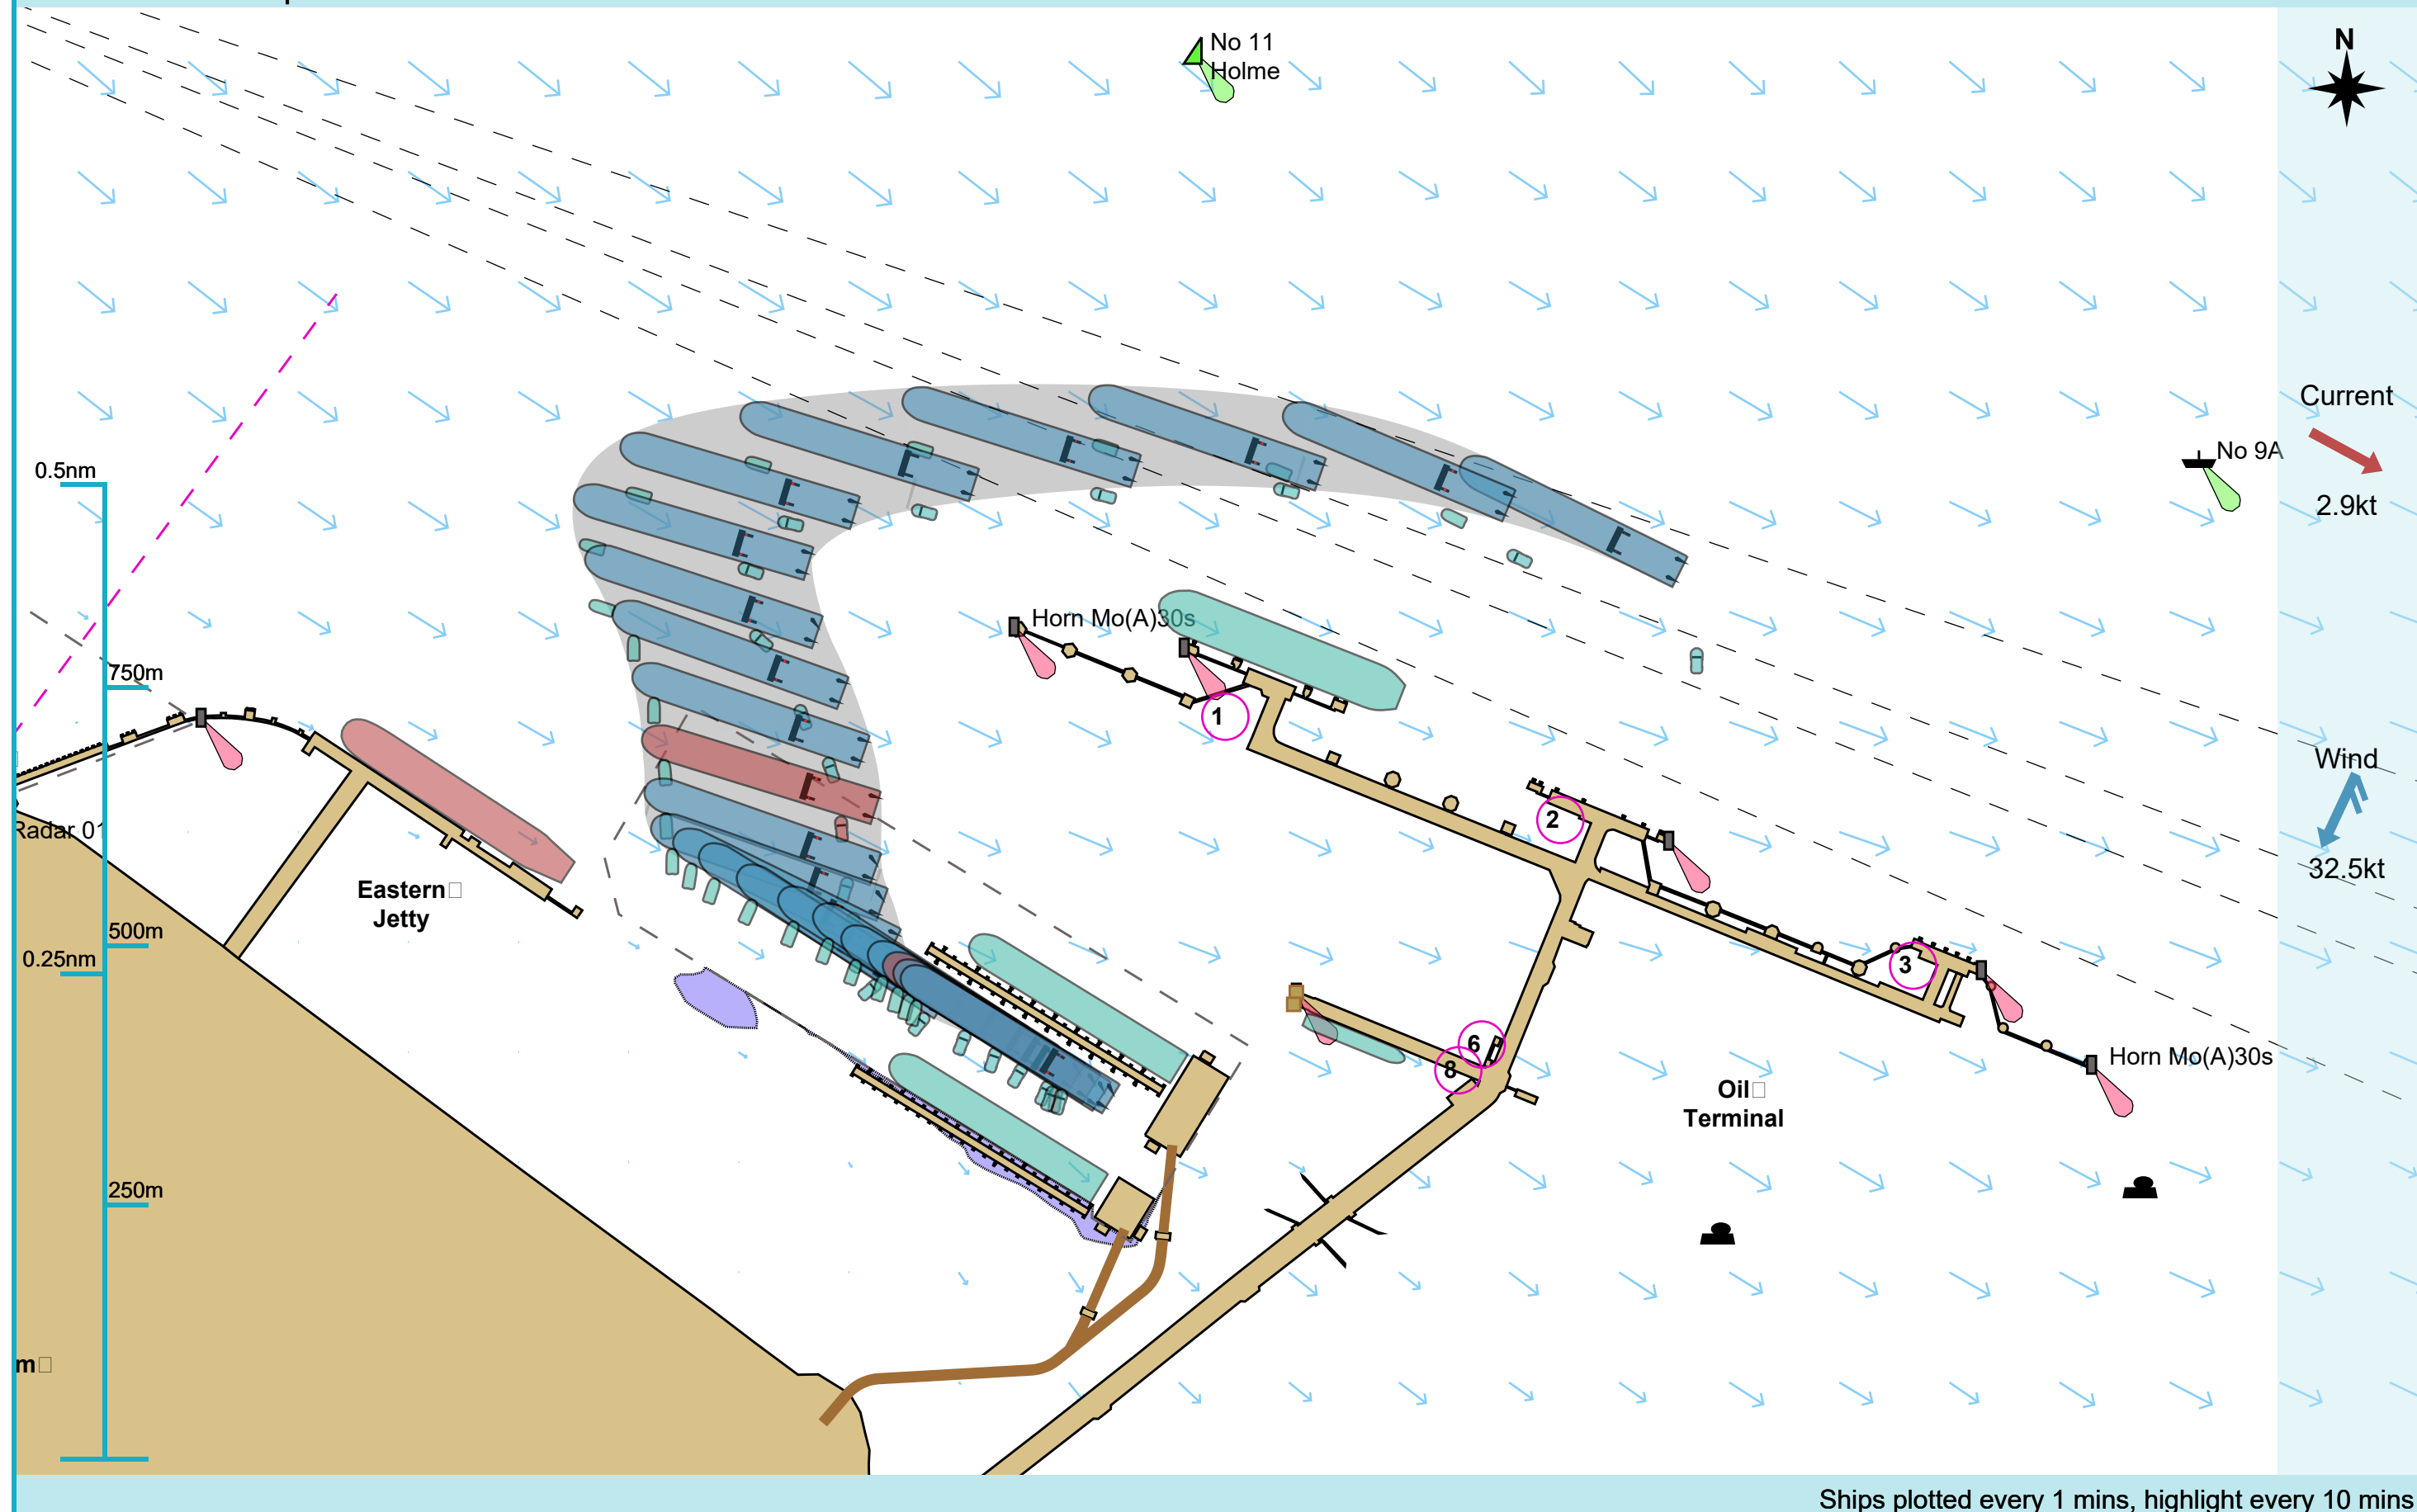 No 11
Holme
N
Current
2.9kt
No 9A
0.5nm
Horn Mo(A)30s
750m
1
Wind
32.5kt
2
Radar 01
Eastern
Jetty
500m
0.25nm
3
6
8
Horn Mo(A)30s
Oil
Terminal
250m
m
Ships plotted every 1 mins, highlight every 10 mins